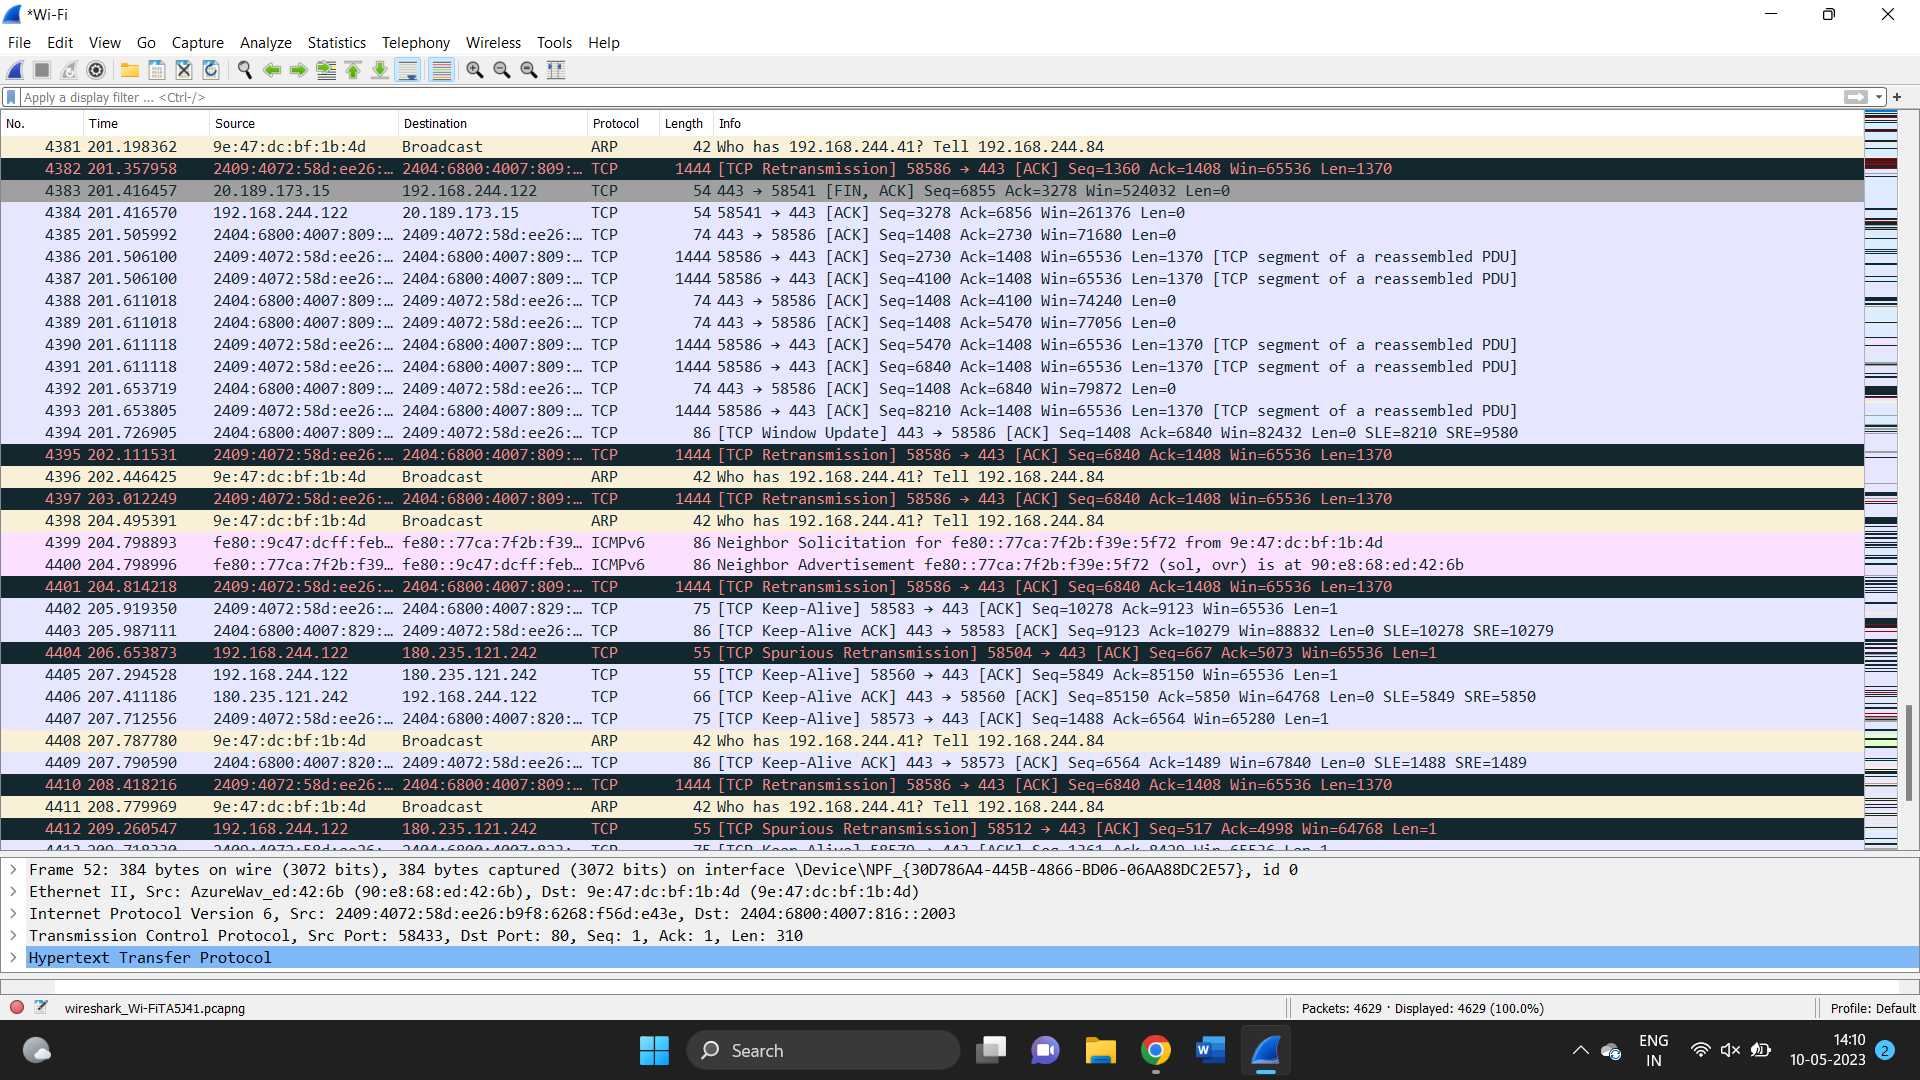 *Wi-Fi
File Edit View Go Capture Analyze Statistics Telephony Wireless Tools Help
Apply a display filter ... <Ctrl-/>
No. Time Source Destination Protocol Length Info
4381 201.198362 9e:47:dc:bf:1b:4d Broadcast ARP 42 Who has 192.168.244.41? Tell 192.168.244.84
4382 201.357958 2409:4072:58d:ee26:… 2404:6800:4007:809:… TCP 1444 [TCP Retransmission] 58586 → 443 [ACK] Seq=1360 Ack=1408 Win=65536 Len=1370
4383 201.416457 20.189.173.15 192.168.244.122 TCP 54 443 → 58541 [FIN, ACK] Seq=6855 Ack=3278 Win=524032 Len=0
4384 201.416570 192.168.244.122 20.189.173.15 TCP 54 58541 → 443 [ACK] Seq=3278 Ack=6856 Win=261376 Len=0
4385 201.505992 2404:6800:4007:809:… 2409:4072:58d:ee26:… TCP 74 443 → 58586 [ACK] Seq=1408 Ack=2730 Win=71680 Len=0
4386 201.506100 2409:4072:58d:ee26:… 2404:6800:4007:809:… TCP 1444 58586 → 443 [ACK] Seq=2730 Ack=1408 Win=65536 Len=1370 [TCP segment of a reassembled PDU]
4387 201.506100 2409:4072:58d:ee26:… 2404:6800:4007:809:… TCP 1444 58586 → 443 [ACK] Seq=4100 Ack=1408 Win=65536 Len=1370 [TCP segment of a reassembled PDU]
4388 201.611018 2404:6800:4007:809:… 2409:4072:58d:ee26:… TCP 74 443 → 58586 [ACK] Seq=1408 Ack=4100 Win=74240 Len=0
4389 201.611018 2404:6800:4007:809:… 2409:4072:58d:ee26:… TCP 74 443 → 58586 [ACK] Seq=1408 Ack=5470 Win=77056 Len=0
4390 201.611118 2409:4072:58d:ee26:… 2404:6800:4007:809:… TCP 1444 58586 → 443 [ACK] Seq=5470 Ack=1408 Win=65536 Len=1370 [TCP segment of a reassembled PDU]
4391 201.611118 2409:4072:58d:ee26:… 2404:6800:4007:809:… TCP 1444 58586 → 443 [ACK] Seq=6840 Ack=1408 Win=65536 Len=1370 [TCP segment of a reassembled PDU]
4392 201.653719 2404:6800:4007:809:… 2409:4072:58d:ee26:… TCP 74 443 → 58586 [ACK] Seq=1408 Ack=6840 Win=79872 Len=0
4393 201.653805 2409:4072:58d:ee26:… 2404:6800:4007:809:… TCP 1444 58586 → 443 [ACK] Seq=8210 Ack=1408 Win=65536 Len=1370 [TCP segment of a reassembled PDU]
4394 201.726905 2404:6800:4007:809:… 2409:4072:58d:ee26:… TCP 86 [TCP Window Update] 443 → 58586 [ACK] Seq=1408 Ack=6840 Win=82432 Len=0 SLE=8210 SRE=9580
4395 202.111531 2409:4072:58d:ee26:… 2404:6800:4007:809:… TCP 1444 [TCP Retransmission] 58586 → 443 [ACK] Seq=6840 Ack=1408 Win=65536 Len=1370
4396 202.446425 9e:47:dc:bf:1b:4d Broadcast ARP 42 Who has 192.168.244.41? Tell 192.168.244.84
4397 203.012249 2409:4072:58d:ee26:… 2404:6800:4007:809:… TCP 1444 [TCP Retransmission] 58586 → 443 [ACK] Seq=6840 Ack=1408 Win=65536 Len=1370
4398 204.495391 9e:47:dc:bf:1b:4d Broadcast ARP 42 Who has 192.168.244.41? Tell 192.168.244.84
4399 204.798893 fe80::9c47:dcff:feb… fe80::77ca:7f2b:f39… ICMPv6 86 Neighbor Solicitation for fe80::77ca:7f2b:f39e:5f72 from 9e:47:dc:bf:1b:4d
4400 204.798996 fe80::77ca:7f2b:f39… fe80::9c47:dcff:feb… ICMPv6 86 Neighbor Advertisement fe80::77ca:7f2b:f39e:5f72 (sol, ovr) is at 90:e8:68:ed:42:6b
4401 204.814218 2409:4072:58d:ee26:… 2404:6800:4007:809:… TCP 1444 [TCP Retransmission] 58586 → 443 [ACK] Seq=6840 Ack=1408 Win=65536 Len=1370
4402 205.919350 2409:4072:58d:ee26:… 2404:6800:4007:829:… TCP 75 [TCP Keep-Alive] 58583 → 443 [ACK] Seq=10278 Ack=9123 Win=65536 Len=1
4403 205.987111 2404:6800:4007:829:… 2409:4072:58d:ee26:… TCP 86 [TCP Keep-Alive ACK] 443 → 58583 [ACK] Seq=9123 Ack=10279 Win=88832 Len=0 SLE=10278 SRE=10279
4404 206.653873 192.168.244.122 180.235.121.242 TCP 55 [TCP Spurious Retransmission] 58504 → 443 [ACK] Seq=667 Ack=5073 Win=65536 Len=1
4405 207.294528 192.168.244.122 180.235.121.242 TCP 55 [TCP Keep-Alive] 58560 → 443 [ACK] Seq=5849 Ack=85150 Win=65536 Len=1
4406 207.411186 180.235.121.242 192.168.244.122 TCP 66 [TCP Keep-Alive ACK] 443 → 58560 [ACK] Seq=85150 Ack=5850 Win=64768 Len=0 SLE=5849 SRE=5850
4407 207.712556 2409:4072:58d:ee26:… 2404:6800:4007:820:… TCP 75 [TCP Keep-Alive] 58573 → 443 [ACK] Seq=1488 Ack=6564 Win=65280 Len=1
4408 207.787780 9e:47:dc:bf:1b:4d Broadcast ARP 42 Who has 192.168.244.41? Tell 192.168.244.84
4409 207.790590 2404:6800:4007:820:… 2409:4072:58d:ee26:… TCP 86 [TCP Keep-Alive ACK] 443 → 58573 [ACK] Seq=6564 Ack=1489 Win=67840 Len=0 SLE=1488 SRE=1489
4410 208.418216 2409:4072:58d:ee26:… 2404:6800:4007:809:… TCP 1444 [TCP Retransmission] 58586 → 443 [ACK] Seq=6840 Ack=1408 Win=65536 Len=1370
4411 208.779969 9e:47:dc:bf:1b:4d Broadcast ARP 42 Who has 192.168.244.41? Tell 192.168.244.84
4412 209.260547 192.168.244.122 180.235.121.242 TCP 55 [TCP Spurious Retransmission] 58512 → 443 [ACK] Seq=517 Ack=4998 Win=64768 Len=1
Frame 52: 384 bytes on wire (3072 bits), 384 bytes captured (3072 bits) on interface \Device\NPF_{30D786A4-445B-4866-BD06-06AA88DC2E57}, id 0
Ethernet II, Src: AzureWav_ed:42:6b (90:e8:68:ed:42:6b), Dst: 9e:47:dc:bf:1b:4d (9e:47:dc:bf:1b:4d)
Internet Protocol Version 6, Src: 2409:4072:58d:ee26:b9f8:6268:f56d:e43e, Dst: 2404:6800:4007:816::2003
Transmission Control Protocol, Src Port: 58433, Dst Port: 80, Seq: 1, Ack: 1, Len: 310
Hypertext Transfer Protocol
wireshark_Wi-FiTA5J41.pcapng Packets: 4629 · Displayed: 4629 (100.0%) Profile: Default
Search
ENG
IN
14:10
10-05-2023
2